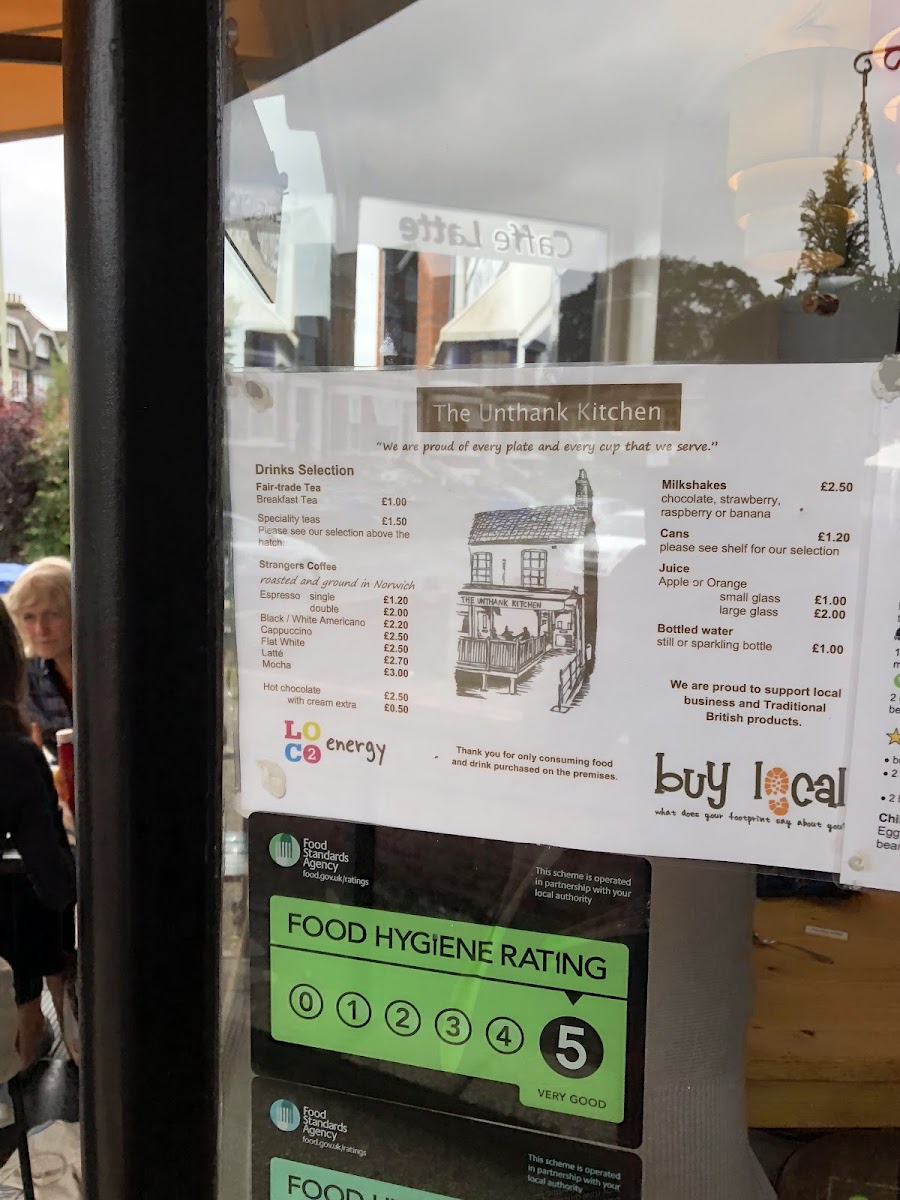 Caffe Latte
The Unthank Kitchen
"We are proud of every plate and every cup that we serve."
Drinks Selection
Fair-trade Tea
Breakfast Tea £1.00
Speciality teas £1.50
Please see our selection above the
hatch.
Strangers Coffee
roasted and ground in Norwich
Espresso single £1.20
double £2.00
Black / White Americano £2.20
Cappuccino £2.50
Flat White £2.50
Latté £2.70
Mocha £3.00
Hot chocolate £2.50
with cream extra £0.50
LOCO2 energy
THE UNTHANK KITCHEN
Thank you for only consuming food
and drink purchased on the premises.
Milkshakes £2.50
chocolate, strawberry,
raspberry or banana
Cans £1.20
please see shelf for our selection
Juice
Apple or Orange
small glass £1.00
large glass £2.00
Bottled water
still or sparkling bottle £1.00
We are proud to support local
business and Traditional
British products.
buy local
what does your footprint say about you?
Chi
Egg
bea
Food
Standards
Agency
food.gov.uk/ratings
This scheme is operated
in partnership with your
local authority
FOOD HYGIENE RATING
0 1 2 3 4 5
VERY GOOD
Food
Standards
Agency
food.gov.uk/ratings
This scheme is operated
in partnership with your
local authority
FOOD HY